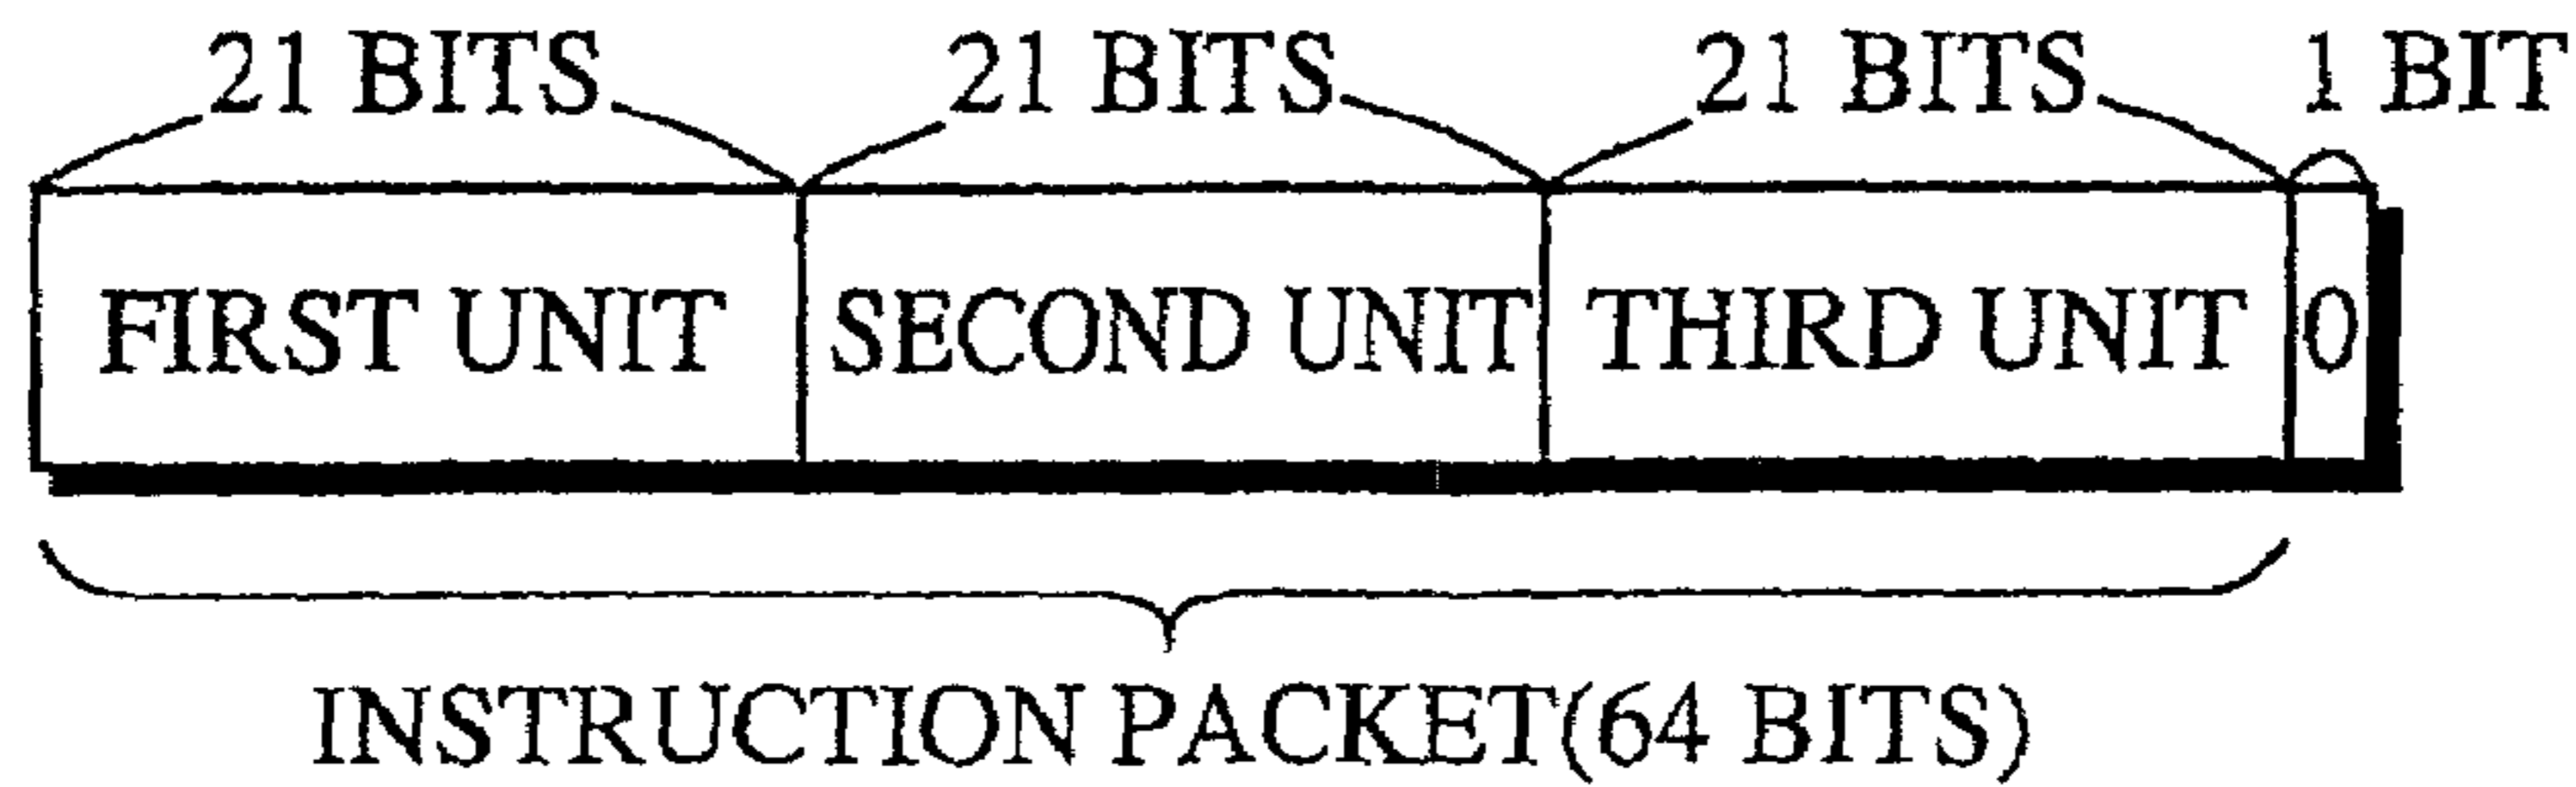 21 BITS 21 BITS 21 BITS 1 BIT
FIRST UNIT SECOND UNIT THIRD UNIT 0
INSTRUCTION PACKET(64 BITS)